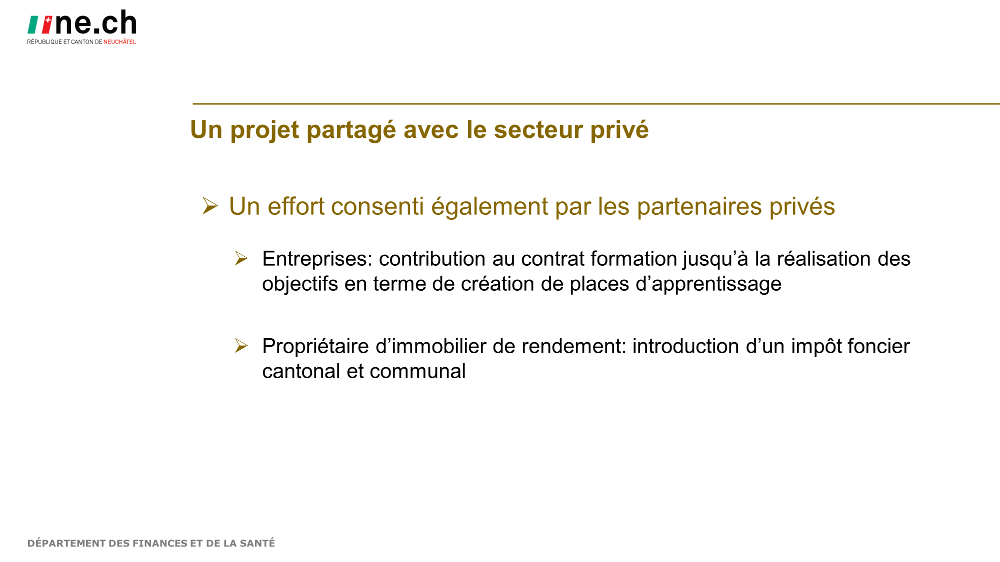 ne.ch
RÉPUBLIQUE ET CANTON DE NEUCHÂTEL
Un projet partagé avec le secteur privé
Un effort consenti également par les partenaires privés
Entreprises: contribution au contrat formation jusqu’à la réalisation des
objectifs en terme de création de places d’apprentissage
Propriétaire d’immobilier de rendement: introduction d’un impôt foncier
cantonal et communal
DÉPARTEMENT DES FINANCES ET DE LA SANTÉ